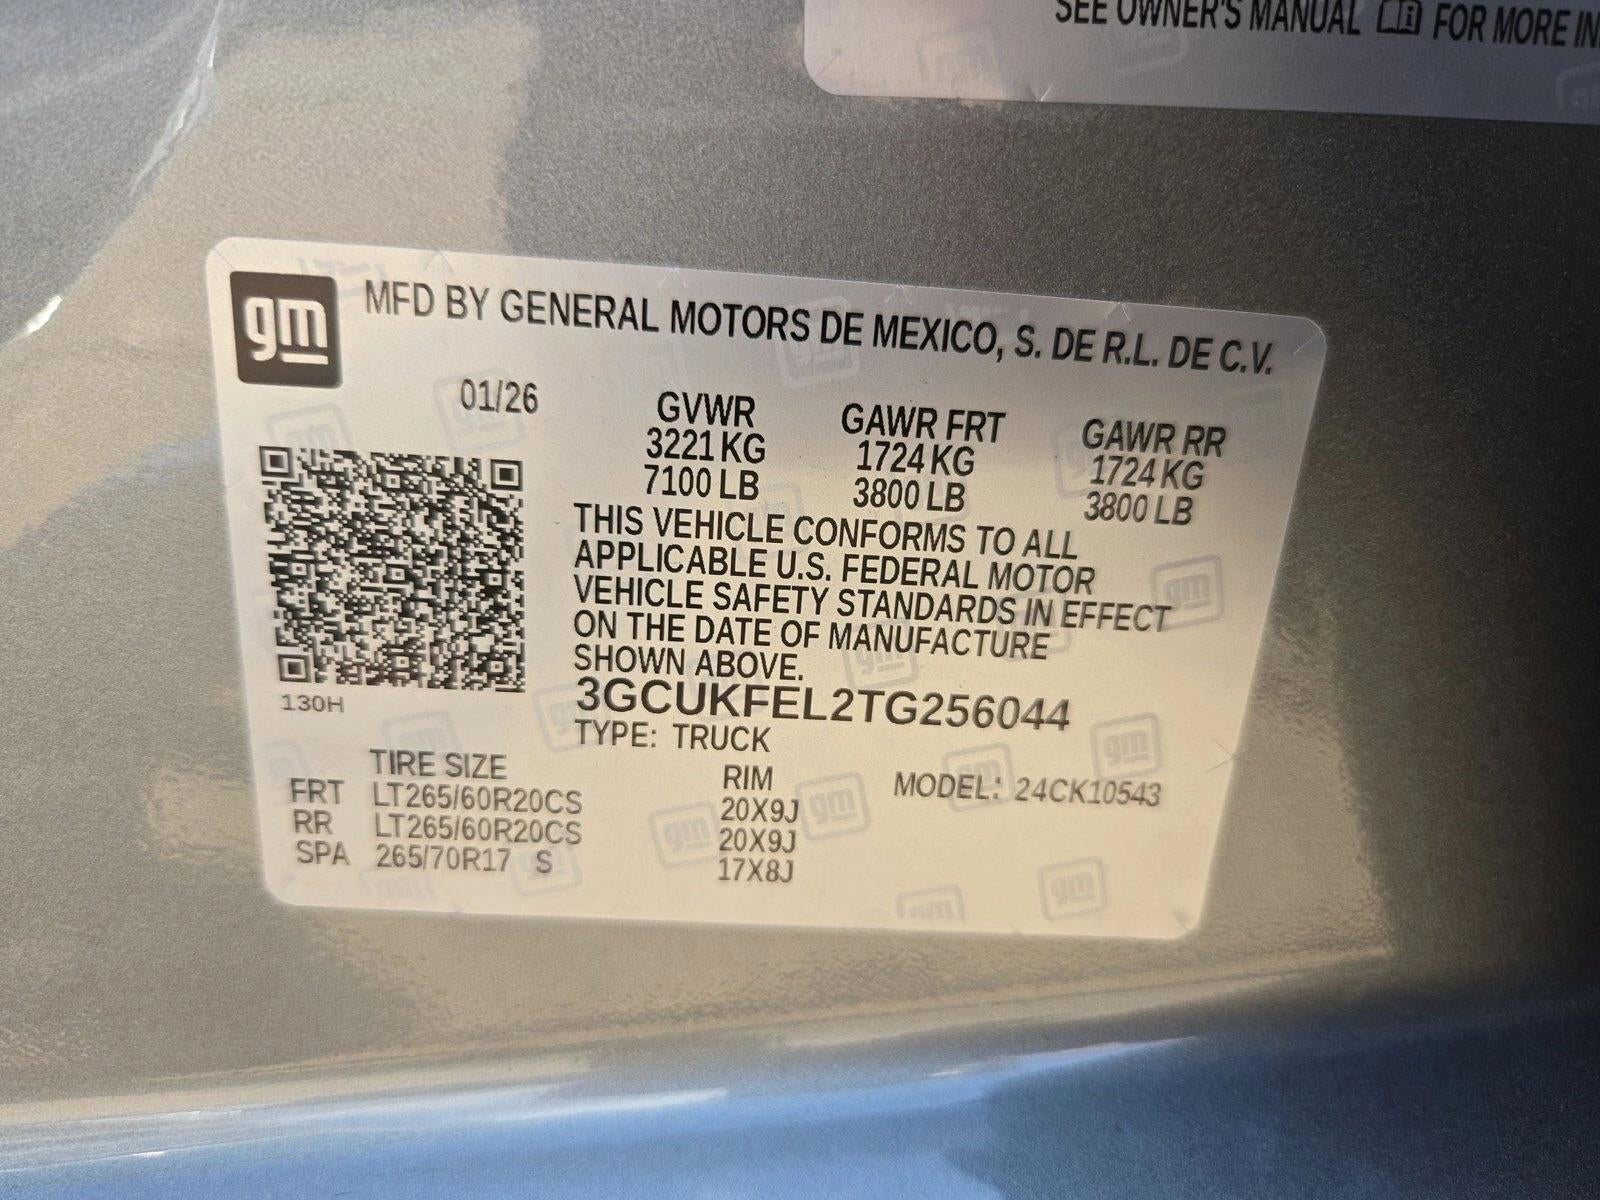 SEE OWNER'S MANUAL FOR MORE IN
gm
MFD BY GENERAL MOTORS DE MEXICO, S. DE R.L. DE C.V.
01/26
GVWR GAWR FRT GAWR RR
3221 KG 1724 KG 1724 KG
7100 LB 3800 LB 3800 LB
THIS VEHICLE CONFORMS TO ALL
APPLICABLE U.S. FEDERAL MOTOR
VEHICLE SAFETY STANDARDS IN EFFECT
ON THE DATE OF MANUFACTURE
SHOWN ABOVE.
3GCUKFEL2TG256044
130H
TYPE: TRUCK
TIRE SIZE RIM MODEL: 24CK10543
FRT LT265/60R20CS 20X9J
RR LT265/60R20CS 20X9J
SPA 265/70R17 S 17X8J